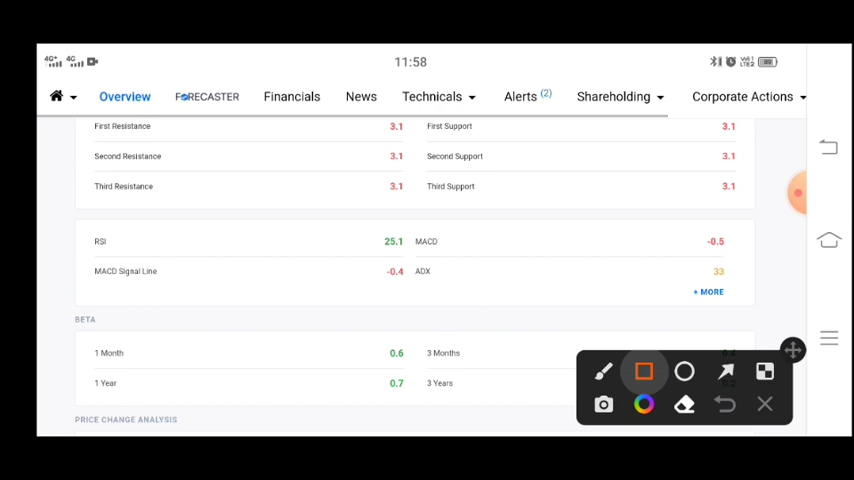 4G+ 4G 11:58 VoI) LTE2
Overview FORECASTER Financials News Technicals Alerts (2) Shareholding Corporate Actions
First Resistance 3.1 First Support 3.1
Second Resistance 3.1 Second Support 3.1
Third Resistance 3.1 Third Support 3.1
RSI 25.1 MACD -0.5
MACD Signal Line -0.4 ADX 33
+ MORE
BETA
1 Month 0.6 3 Months
1 Year 0.7 3 Years
PRICE CHANGE ANALYSIS